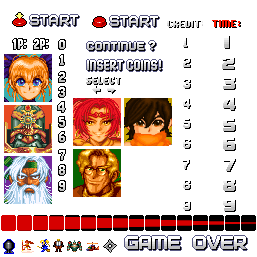 START START CREDIT TIME:
1P: 2P: 0 CONTINUE ? 1 1
1 INSERT COINS! 2 2
2 SELECT 3 3
3 ← → 4 4
4 5 5
5 6 6
6 7 7
7 8 8
8 9 9
9
GAME OVER